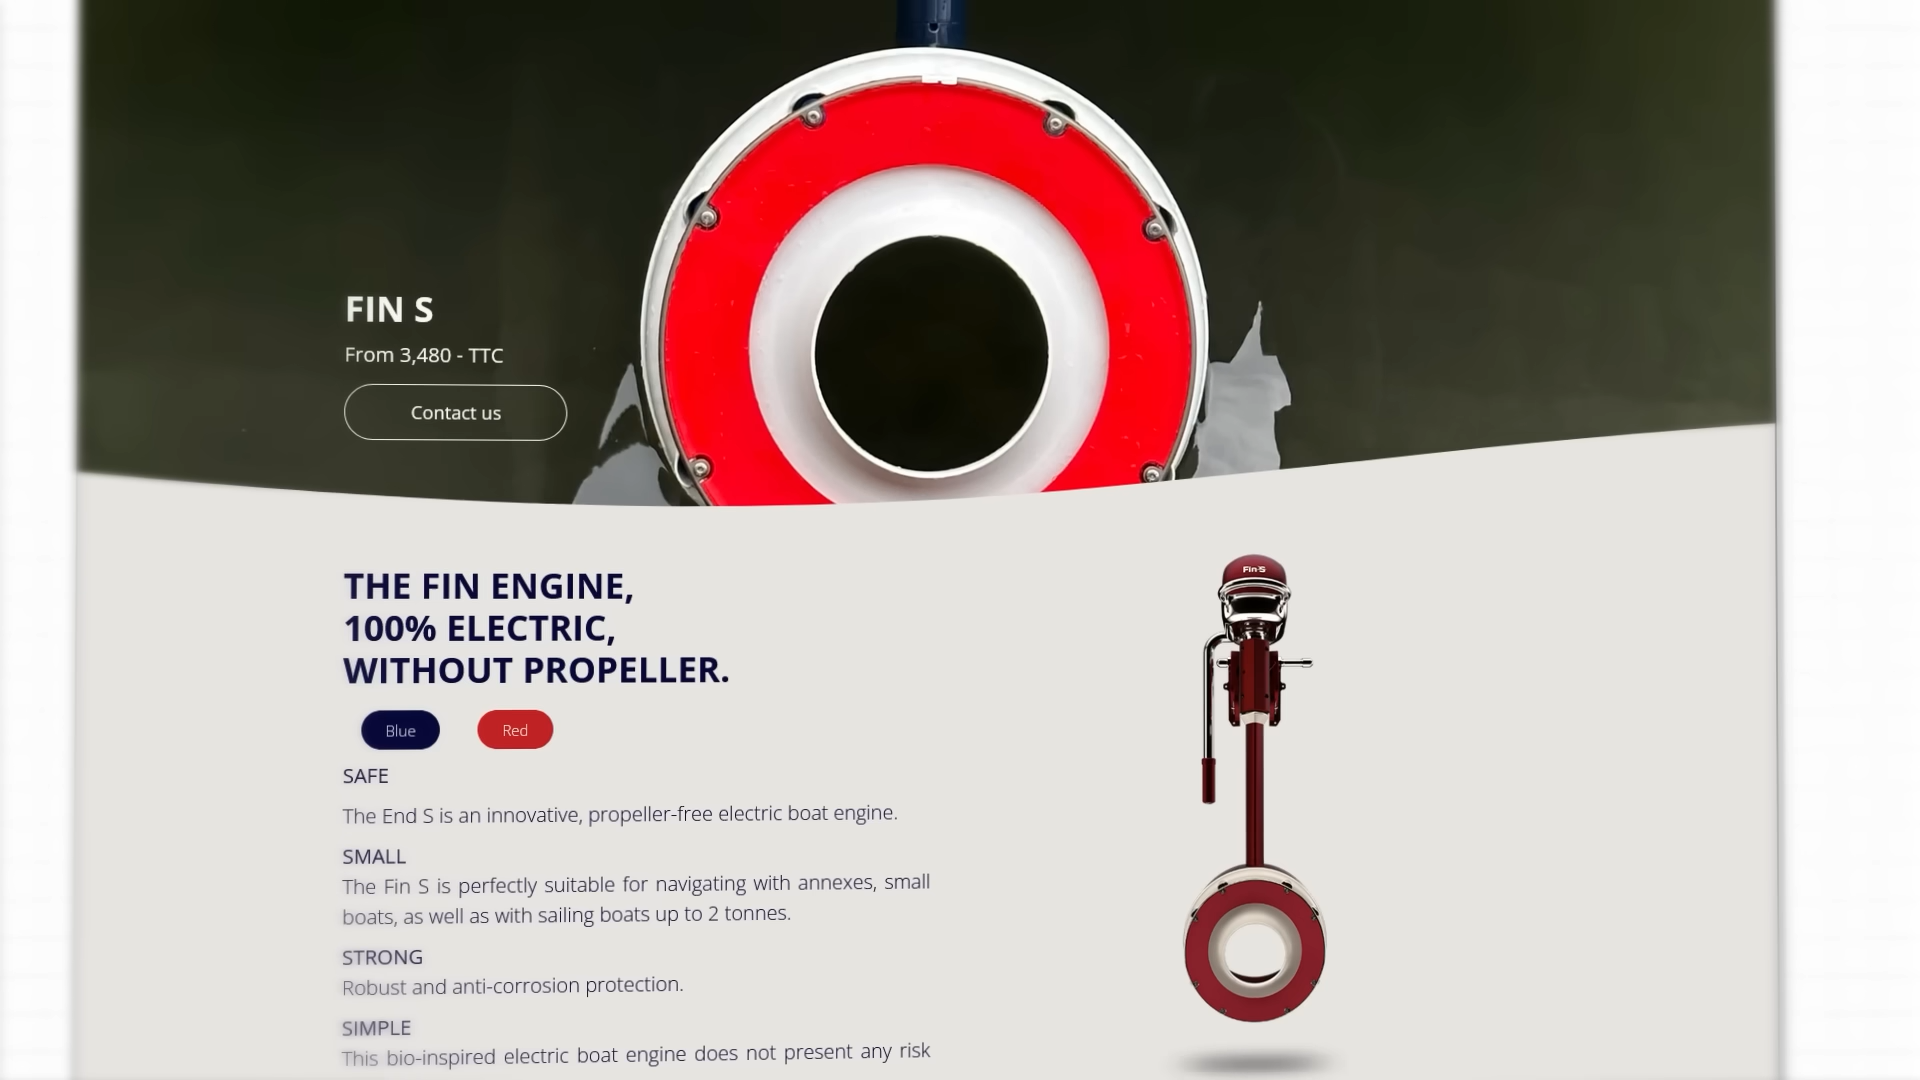 FIN S
From 3,480 - TTC
Contact us
THE FIN ENGINE,
100% ELECTRIC,
WITHOUT PROPELLER.
Blue Red
SAFE
The End S is an innovative, propeller-free electric boat engine.
SMALL
The Fin S is perfectly suitable for navigating with annexes, small
boats, as well as with sailing boats up to 2 tonnes.
STRONG
Robust and anti-corrosion protection.
SIMPLE
This bio-inspired electric boat engine does not present any risk
Fin·S